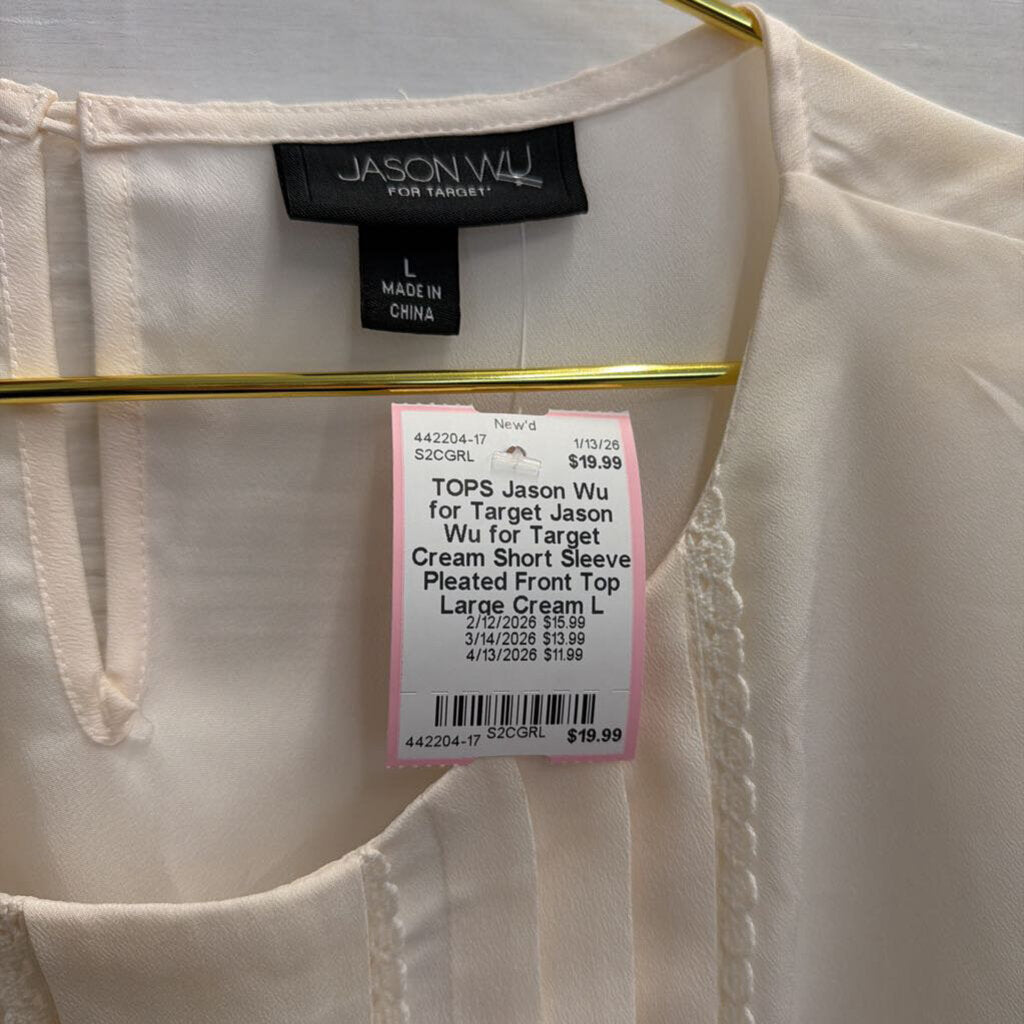 JASON WU
FOR TARGET
L
MADE IN
CHINA
New'd
442204-17 1/13/26
S2CGRL $19.99
TOPS Jason Wu
for Target Jason
Wu for Target
Cream Short Sleeve
Pleated Front Top
Large Cream L
2/12/2026 $15.99
3/14/2026 $13.99
4/13/2026 $11.99
442204-17 S2CGRL $19.99